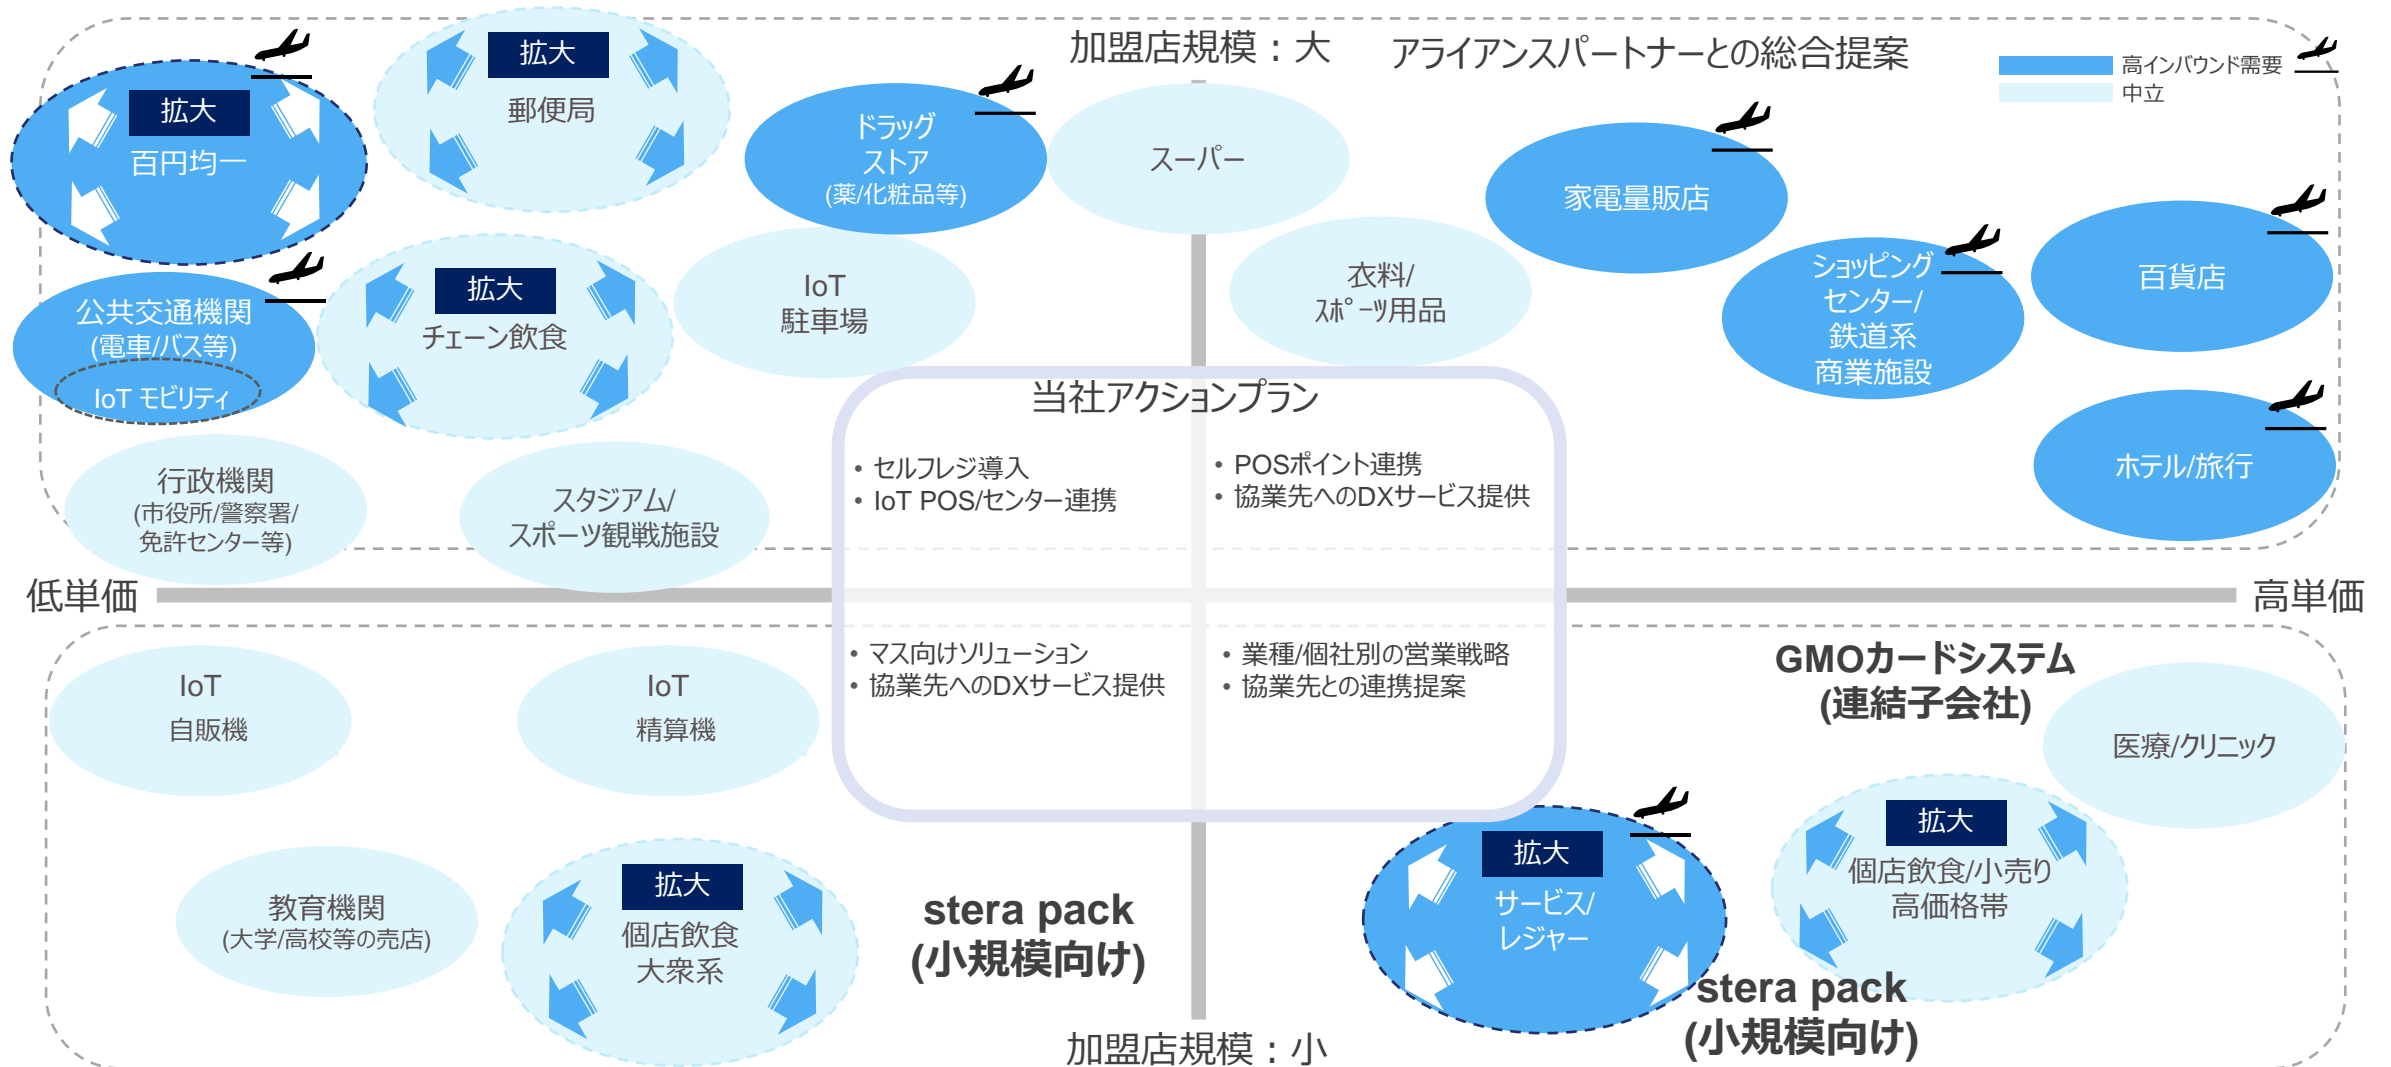 加盟店規模：大
アライアンスパートナーとの総合提案
高インバウンド需要
中立
拡大
百円均一
拡大
郵便局
ドラッグ
ストア
(薬/化粧品等)
スーパー
家電量販店
百貨店
ショッピング
センター/
鉄道系
商業施設
衣料/
ｽﾎﾟｰﾂ用品
IoT
駐車場
拡大
チェーン飲食
公共交通機関
(電車/バス等)
IoT モビリティ
ホテル/旅行
行政機関
(市役所/警察署/
免許センター等)
スタジアム/
スポーツ観戦施設
当社アクションプラン
• セルフレジ導入
• IoT POS/センター連携
• POSポイント連携
• 協業先へのDXサービス提供
低単価
高単価
• マス向けソリューション
• 協業先へのDXサービス提供
• 業種/個社別の営業戦略
• 協業先との連携提案
GMOカードシステム
(連結子会社)
IoT
自販機
IoT
精算機
医療/クリニック
教育機関
(大学/高校等の売店)
拡大
個店飲食
大衆系
stera pack
(小規模向け)
拡大
サービス/
レジャー
拡大
個店飲食/小売り
高価格帯
stera pack
(小規模向け)
加盟店規模：小